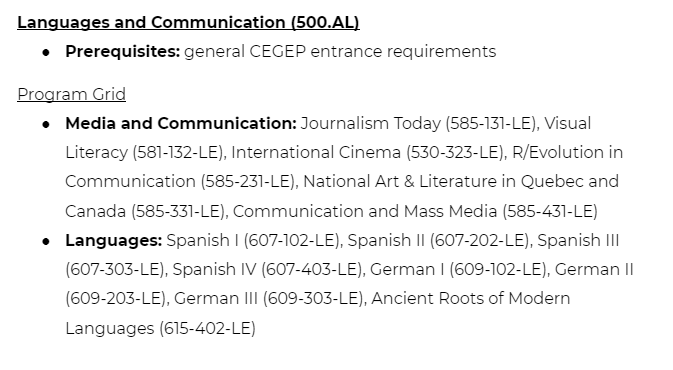 Languages and Communication (500.AL)
● Prerequisites: general CEGEP entrance requirements
Program Grid
● Media and Communication: Journalism Today (585-131-LE), Visual
Literacy (581-132-LE), International Cinema (530-323-LE), R/Evolution in
Communication (585-231-LE), National Art & Literature in Quebec and
Canada (585-331-LE), Communication and Mass Media (585-431-LE)
● Languages: Spanish I (607-102-LE), Spanish II (607-202-LE), Spanish III
(607-303-LE), Spanish IV (607-403-LE), German I (609-102-LE), German II
(609-203-LE), German III (609-303-LE), Ancient Roots of Modern
Languages (615-402-LE)